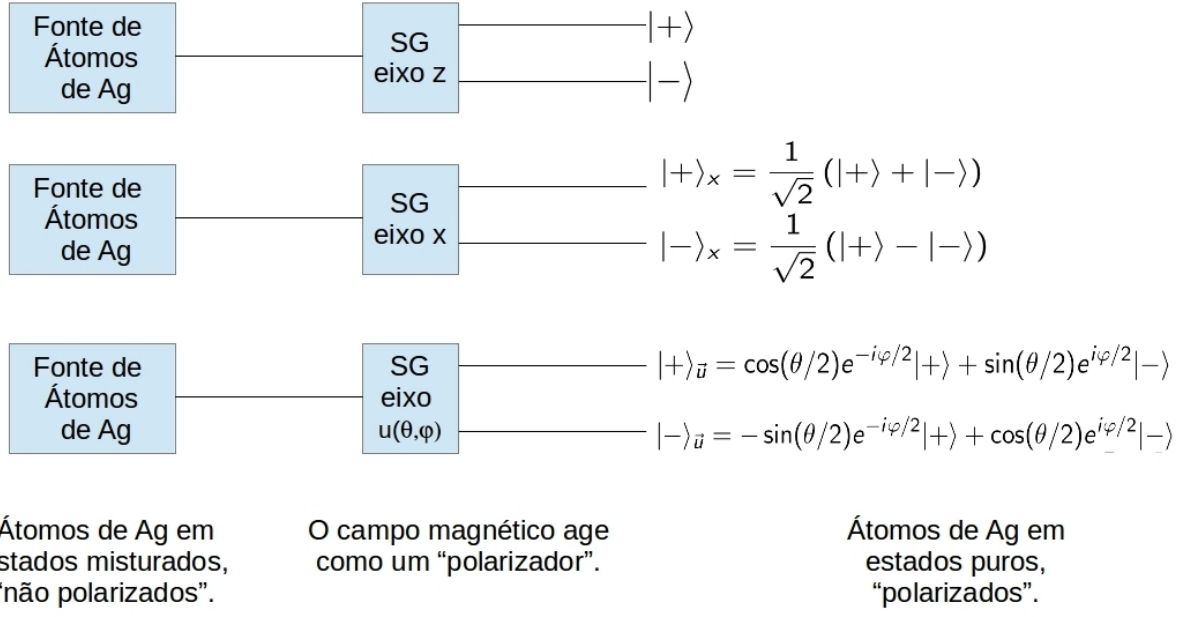 Fonte de
Átomos
de Ag
SG
eixo z
|+⟩
|−⟩
Fonte de
Átomos
de Ag
SG
eixo x
|+⟩ₓ = 1/√2 (|+⟩ + |−⟩)
|−⟩ₓ = 1/√2 (|+⟩ − |−⟩)
Fonte de
Átomos
de Ag
SG
eixo
u(θ,φ)
|+⟩_u⃗ = cos(θ/2)e^{−iφ/2}|+⟩ + sin(θ/2)e^{iφ/2}|−⟩
|−⟩_u⃗ = − sin(θ/2)e^{−iφ/2}|+⟩ + cos(θ/2)e^{iφ/2}|−⟩
Átomos de Ag em
stados misturados,
“não polarizados”.
O campo magnético age
como um “polarizador”.
Átomos de Ag em
estados puros,
“polarizados”.